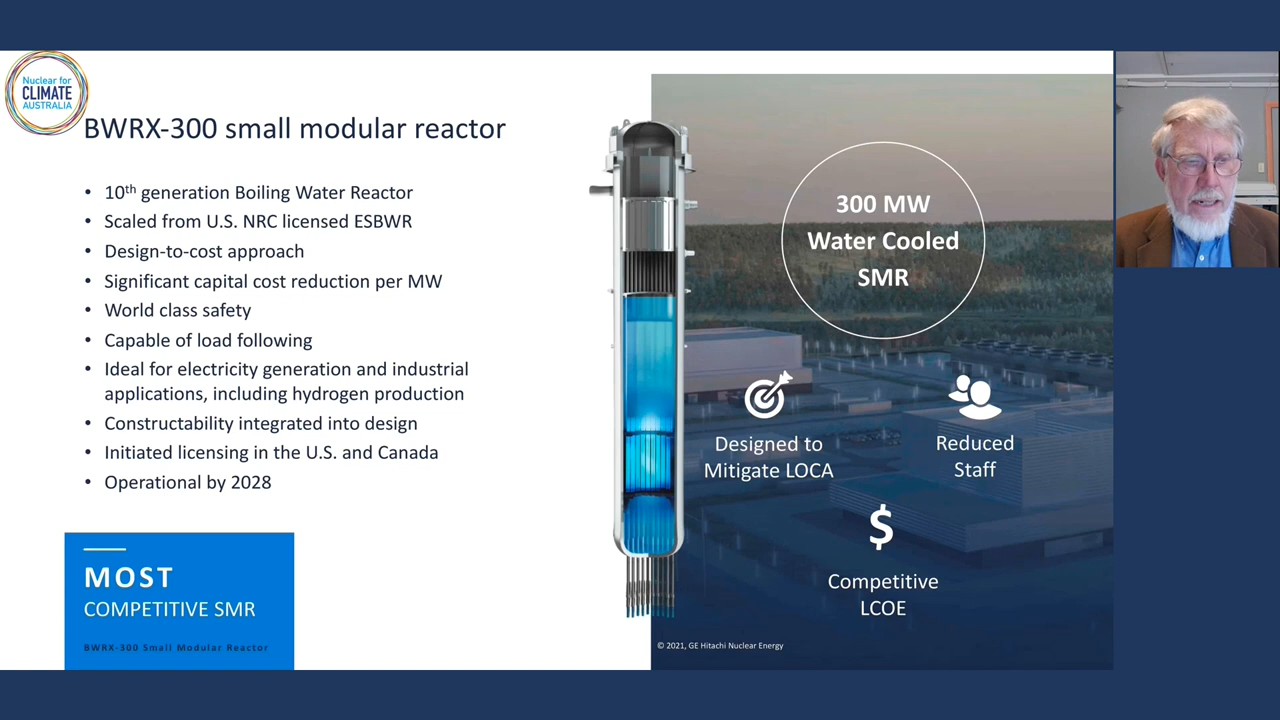 Nuclear for
CLIMATE
AUSTRALIA
BWRX-300 small modular reactor
• 10th generation Boiling Water Reactor
• Scaled from U.S. NRC licensed ESBWR
• Design-to-cost approach
• Significant capital cost reduction per MW
• World class safety
• Capable of load following
• Ideal for electricity generation and industrial
applications, including hydrogen production
• Constructability integrated into design
• Initiated licensing in the U.S. and Canada
• Operational by 2028
MOST
COMPETITIVE SMR
BWRX-300 Small Modular Reactor
300 MW
Water Cooled
SMR
Designed to
Mitigate LOCA
Reduced
Staff
$
Competitive
LCOE
© 2021, GE Hitachi Nuclear Energy